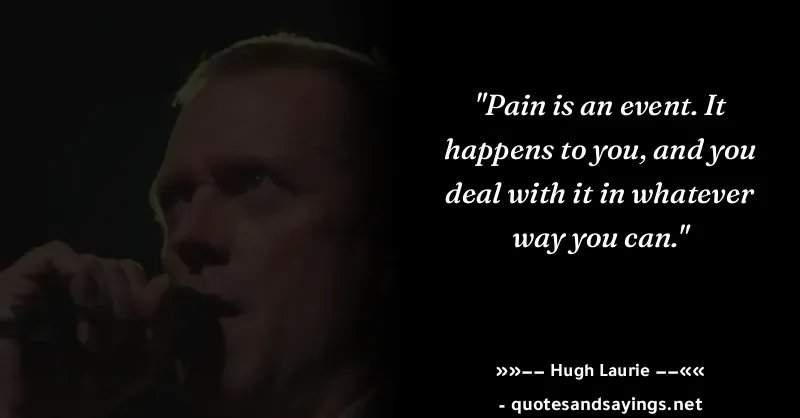 "Pain is an event. It
happens to you, and you
deal with it in whatever
way you can."
»»−− Hugh Laurie −−««
- quotesandsayings.net